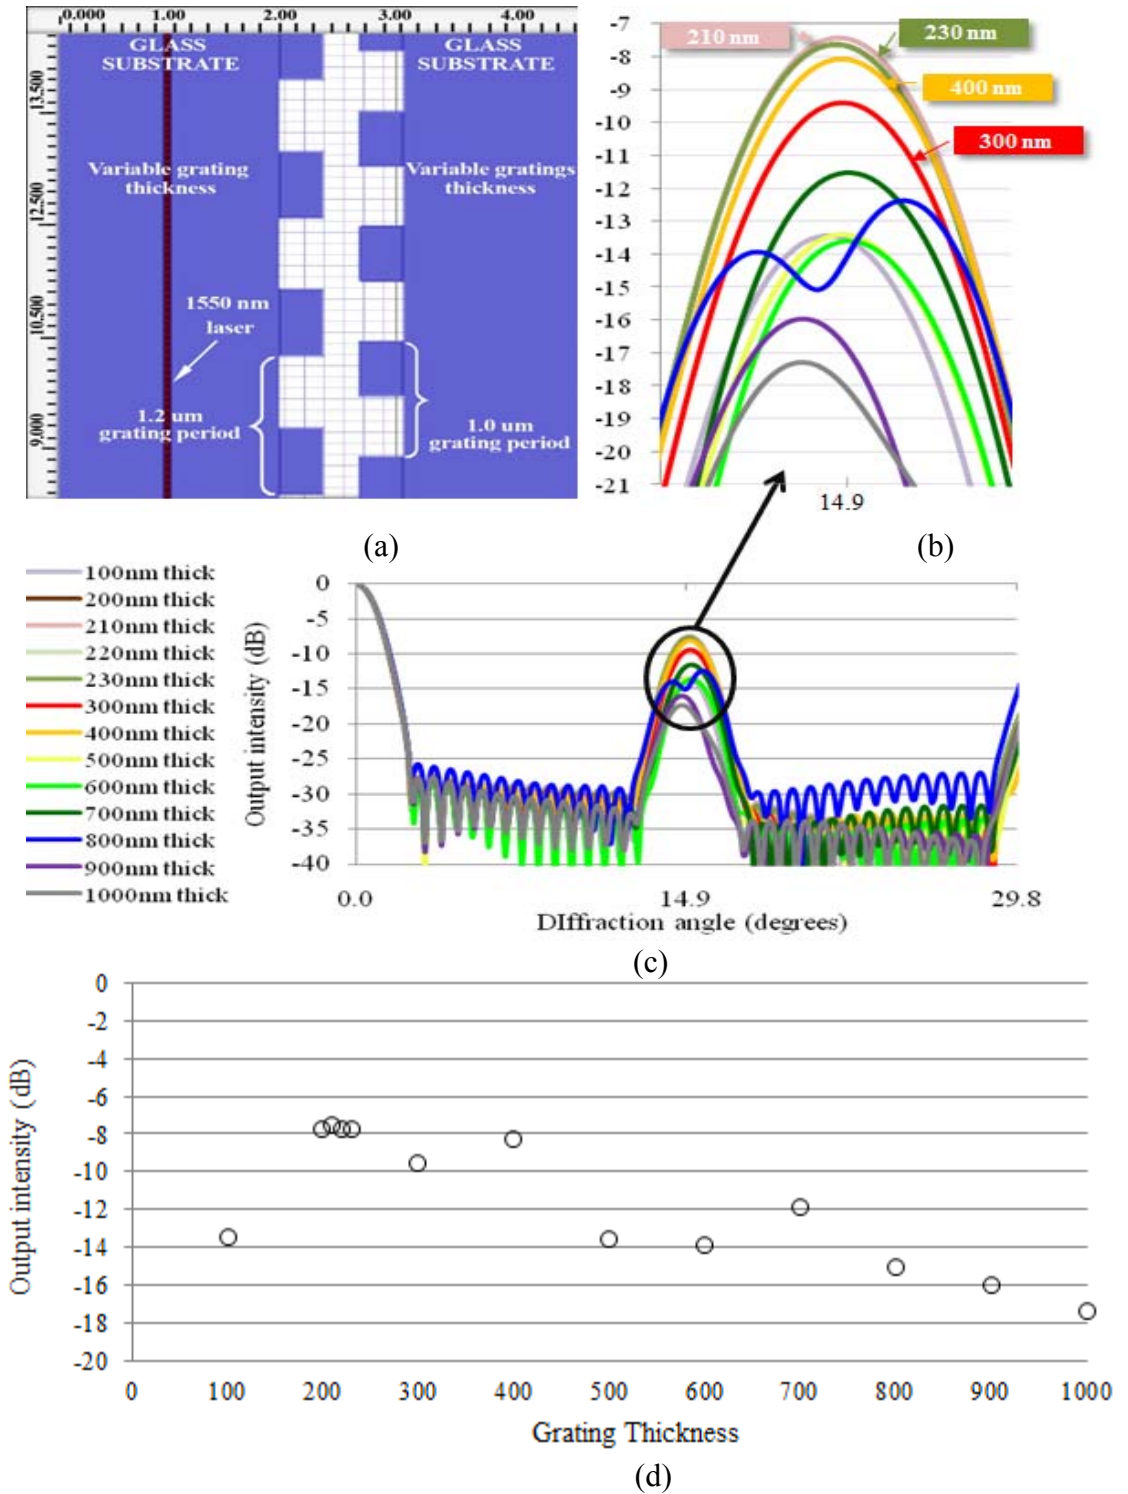 0.000 1.00 2.00 3.00 4.00
GLASS SUBSTRATE
GLASS SUBSTRATE
13.500
12.500
10.500
9.000
Variable grating thickness
Variable gratings thickness
1550 nm laser
1.2 um grating period
1.0 um grating period
(a)
-7
-8
-9
-10
-11
-12
-13
-14
-15
-16
-17
-18
-19
-20
-21
210 nm
230 nm
400 nm
300 nm
14.9
(b)
100nm thick
200nm thick
210nm thick
220nm thick
230nm thick
300nm thick
400nm thick
500nm thick
600nm thick
700nm thick
800nm thick
900nm thick
1000nm thick
Output intensity (dB)
0
-5
-10
-15
-20
-25
-30
-35
-40
0.0 14.9 29.8
DIffraction angle (degrees)
(c)
Output intensity (dB)
0
-2
-4
-6
-8
-10
-12
-14
-16
-18
-20
0 100 200 300 400 500 600 700 800 900 1000
Grating Thickness
(d)